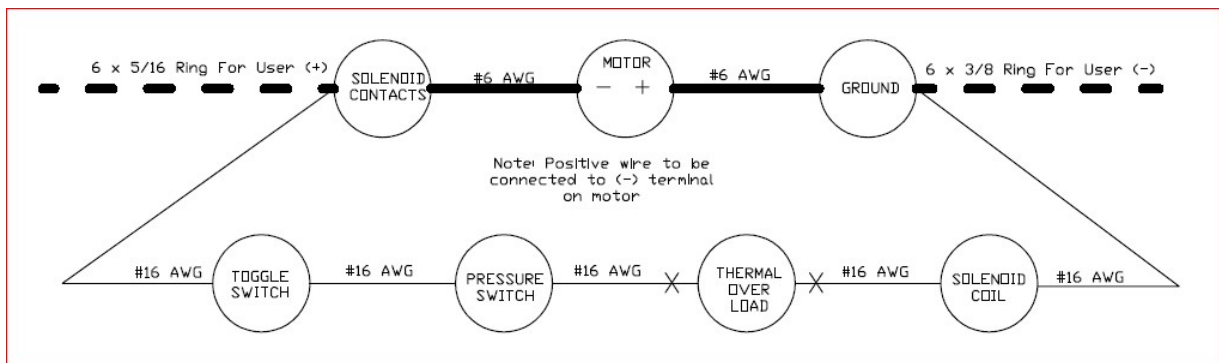 6 x 5/16 Ring For User (+)
SOLENOID
CONTACTS
#6 AWG
MOTOR
- +
#6 AWG
GROUND
6 x 3/8 Ring For User (-)
Note: Positive wire to be
connected to (-) terminal
on motor
#16 AWG
TOGGLE
SWITCH
#16 AWG
PRESSURE
SWITCH
#16 AWG
THERMAL
OVER
LOAD
#16 AWG
SOLENOID
COIL
#16 AWG